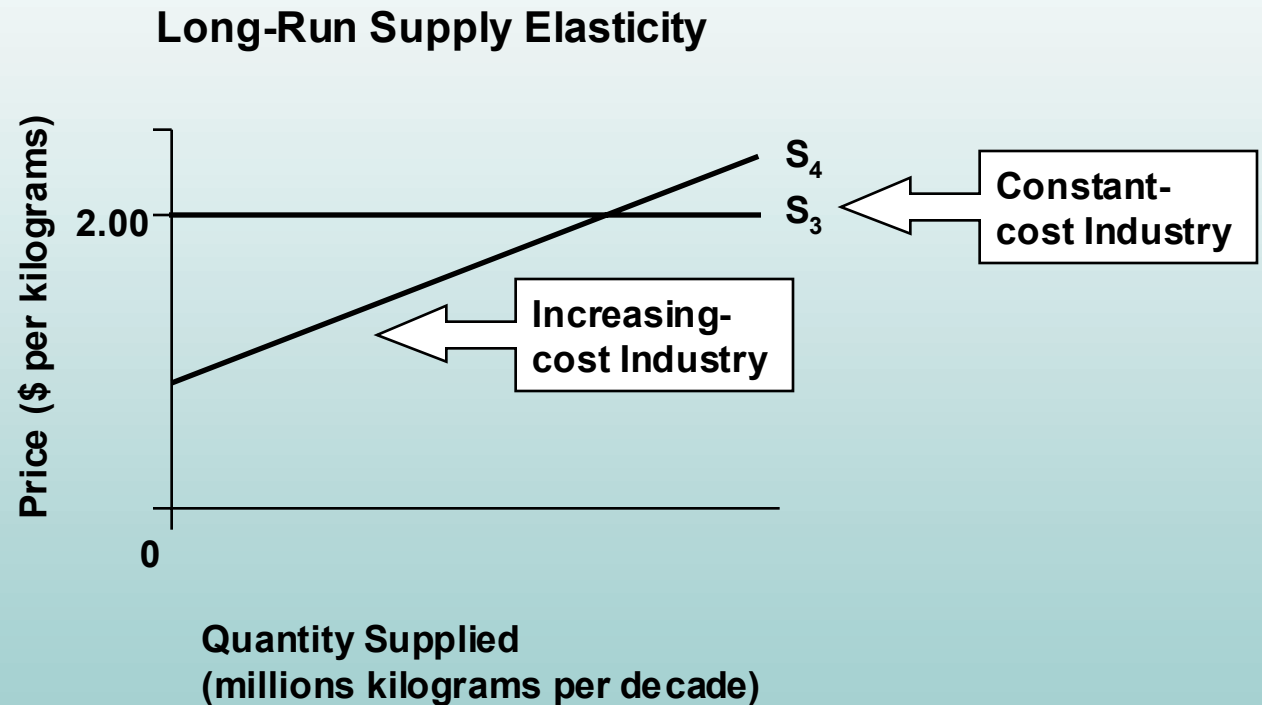 Long-Run Supply Elasticity
Price ($ per kilograms)
2.00
0
S₄
S₃
Constant-
cost Industry
Increasing-
cost Industry
Quantity Supplied
(millions kilograms per decade)